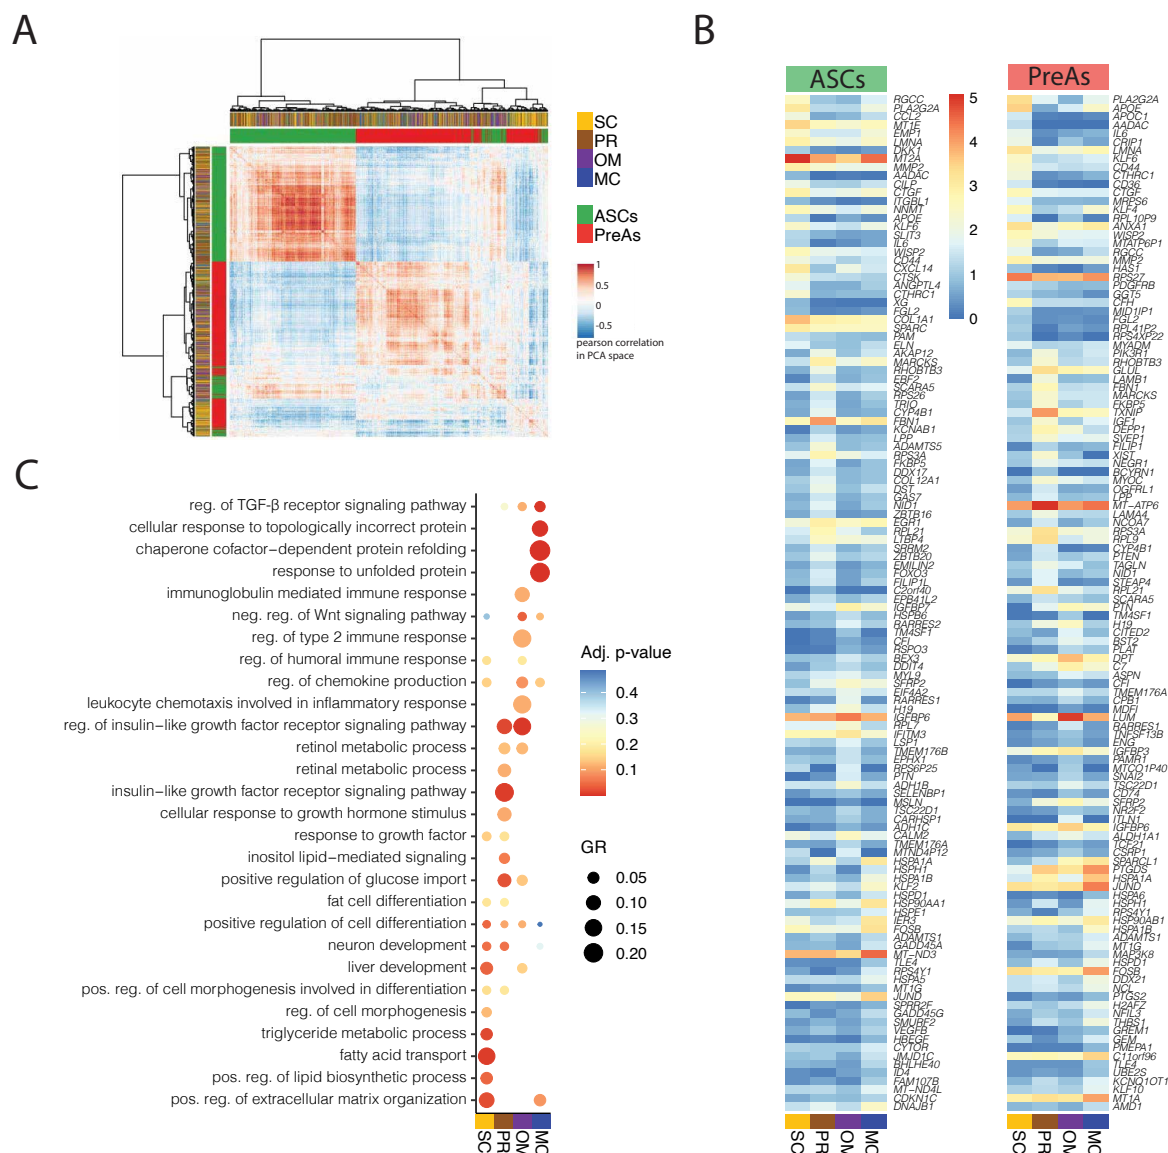 A
SC
PR
OM
MC
ASCs
PreAs
1
0.5
0
-0.5
pearson correlation
in PCA space
B
ASCs
RGCC
PLA2G2A
CCL2
MT1E
EMP1
LMNA
DKK1
MT2A
MMP2
AADAC
CILP
CTGF
ITGBL1
NNMT
APOE
KLF6
SLIT3
IL6
WISP2
CD44
CXCL14
CTSK
ANGPTL4
CTHRC1
XG
FGL2
COL1A1
SPARC
PAM
ELN
AKAP12
MARCKS
RHOBTB3
EBF2
SCARA5
RPS26
TRIO
CYP4B1
FBN1
KCNAB1
LPP
ADAMTS5
RPS3A
FKBP5
DDX17
COL12A1
DST
GAS7
NID1
ZBTB16
EGR1
RPL21
LTBP4
SRRM2
ZBTB20
EMILIN2
FOXO3
FILIP1L
C2orf40
EPB41L2
IGFBP7
HSPB6
RARRES2
TM4SF1
CFI
RSPO3
BEX3
DDIT4
MYL9
SFRP2
EIF4A2
RARRES1
H19
IGFBP6
RPL7
IFITM3
LSP1
TMEM176B
EPHX1
RPS6P25
PTN
ADH1B
SELENBP1
MSLN
TSC22D1
CARHSP1
ADH1C
CALM2
TMEM176A
MTND4P12
HSPA1A
HSPH1
HSPA1B
KLF2
HSPD1
HSP90AA1
HSPE1
IER3
FOSB
ADAMTS1
GADD45A
MT-ND3
TLE4
RPS4Y1
HSPA5
MT1G
JUND
SPRR2F
GADD45G
SMURF2
VEGFB
HBEGF
CYTOR
JMJD1C
BHLHE40
ID4
FAM107B
MT-ND4L
CDKN1C
DNAJB1
SC
PR
OM
MC
5
4
3
2
1
0
PreAs
PLA2G2A
APOE
APOC1
AADAC
IL6
CRIP1
LMNA
KLF6
CD44
CTHRC1
CD36
CTGF
MRPS6
KLF4
RPL10P9
ANXA1
WISP2
MTATP6P1
RGCC
MMP2
HAS1
RPS27
PDGFRB
GGT5
CFH
MID1IP1
FGL2
RPL41P2
RPS4XP22
MYADM
PIK3R1
RHOBTB3
GLUL
LAMB1
FBN1
MARCKS
FKBP5
TXNIP
IGF1
DEPP1
SVEP1
FILIP1
XIST
NEGR1
BCYRN1
MYOC
OGFRL1
LPP
MT-ATP6
LAMA4
NCOA7
RPS3A
RPL9
CYP4B1
PTEN
TAGLN
NID1
STEAP4
RPL21
SCARA5
PTN
TM4SF1
H19
CITED2
BST2
PLAT
DPT
C7
ASPN
CFI
TMEM176A
CPB1
MDFI
LUM
RARRES1
TNFSF13B
ENG
IGFBP3
PAMR1
MTCO1P40
SNAI2
TSC22D1
CD74
SFRP2
NR2F2
ITLN1
IGFBP6
ALDH1A1
TCF21
CSRP1
SPARCL1
PTGDS
HSPA1A
JUND
HSPA6
HSPH1
RPS4Y1
HSP90AB1
HSPA1B
ADAMTS1
MT1G
MAP3K8
HSPD1
FOSB
DDX21
NCL
PTGS2
H2AFZ
NFIL3
THBS1
GREM1
GEM
PMEPA1
C11orf96
TLE4
UBE2S
KCNQ1OT1
KLF10
MT1A
AMD1
SC
PR
OM
MC
C
reg. of TGF-β receptor signaling pathway
cellular response to topologically incorrect protein
chaperone cofactor-dependent protein refolding
response to unfolded protein
immunoglobulin mediated immune response
neg. reg. of Wnt signaling pathway
reg. of type 2 immune response
reg. of humoral immune response
reg. of chemokine production
leukocyte chemotaxis involved in inflammatory response
reg. of insulin-like growth factor receptor signaling pathway
retinol metabolic process
retinal metabolic process
insulin-like growth factor receptor signaling pathway
cellular response to growth hormone stimulus
response to growth factor
inositol lipid-mediated signaling
positive regulation of glucose import
fat cell differentiation
positive regulation of cell differentiation
neuron development
liver development
pos. reg. of cell morphogenesis involved in differentiation
reg. of cell morphogenesis
triglyceride metabolic process
fatty acid transport
pos. reg. of lipid biosynthetic process
pos. reg. of extracellular matrix organization
SC
PR
OM
MC
Adj. p-value
0.4
0.3
0.2
0.1
GR
0.05
0.10
0.15
0.20